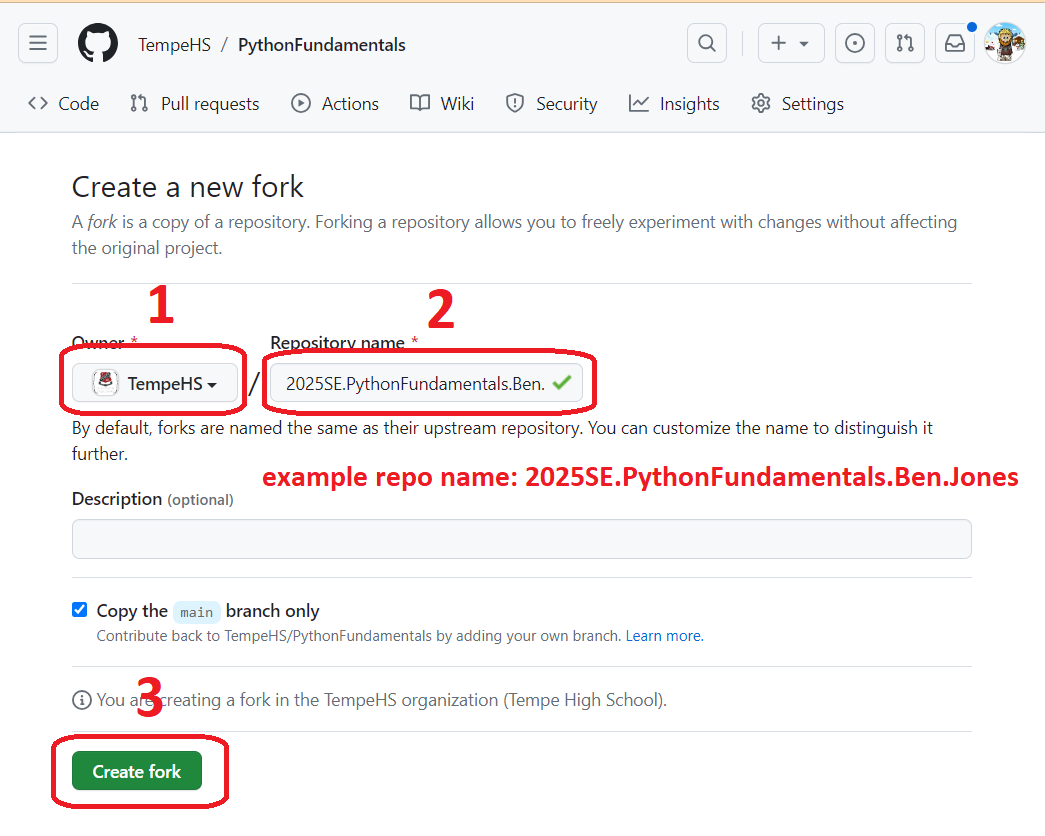 TempeHS / PythonFundamentals
Code Pull requests Actions Wiki Security Insights Settings
Create a new fork
A fork is a copy of a repository. Forking a repository allows you to freely experiment with changes without affecting
the original project.
1 2
Owner * Repository name *
TempeHS / 2025SE.PythonFundamentals.Ben.
By default, forks are named the same as their upstream repository. You can customize the name to distinguish it
further.
example repo name: 2025SE.PythonFundamentals.Ben.Jones
Description (optional)
Copy the main branch only
Contribute back to TempeHS/PythonFundamentals by adding your own branch. Learn more.
You are creating a fork in the TempeHS organization (Tempe High School).
3
Create fork